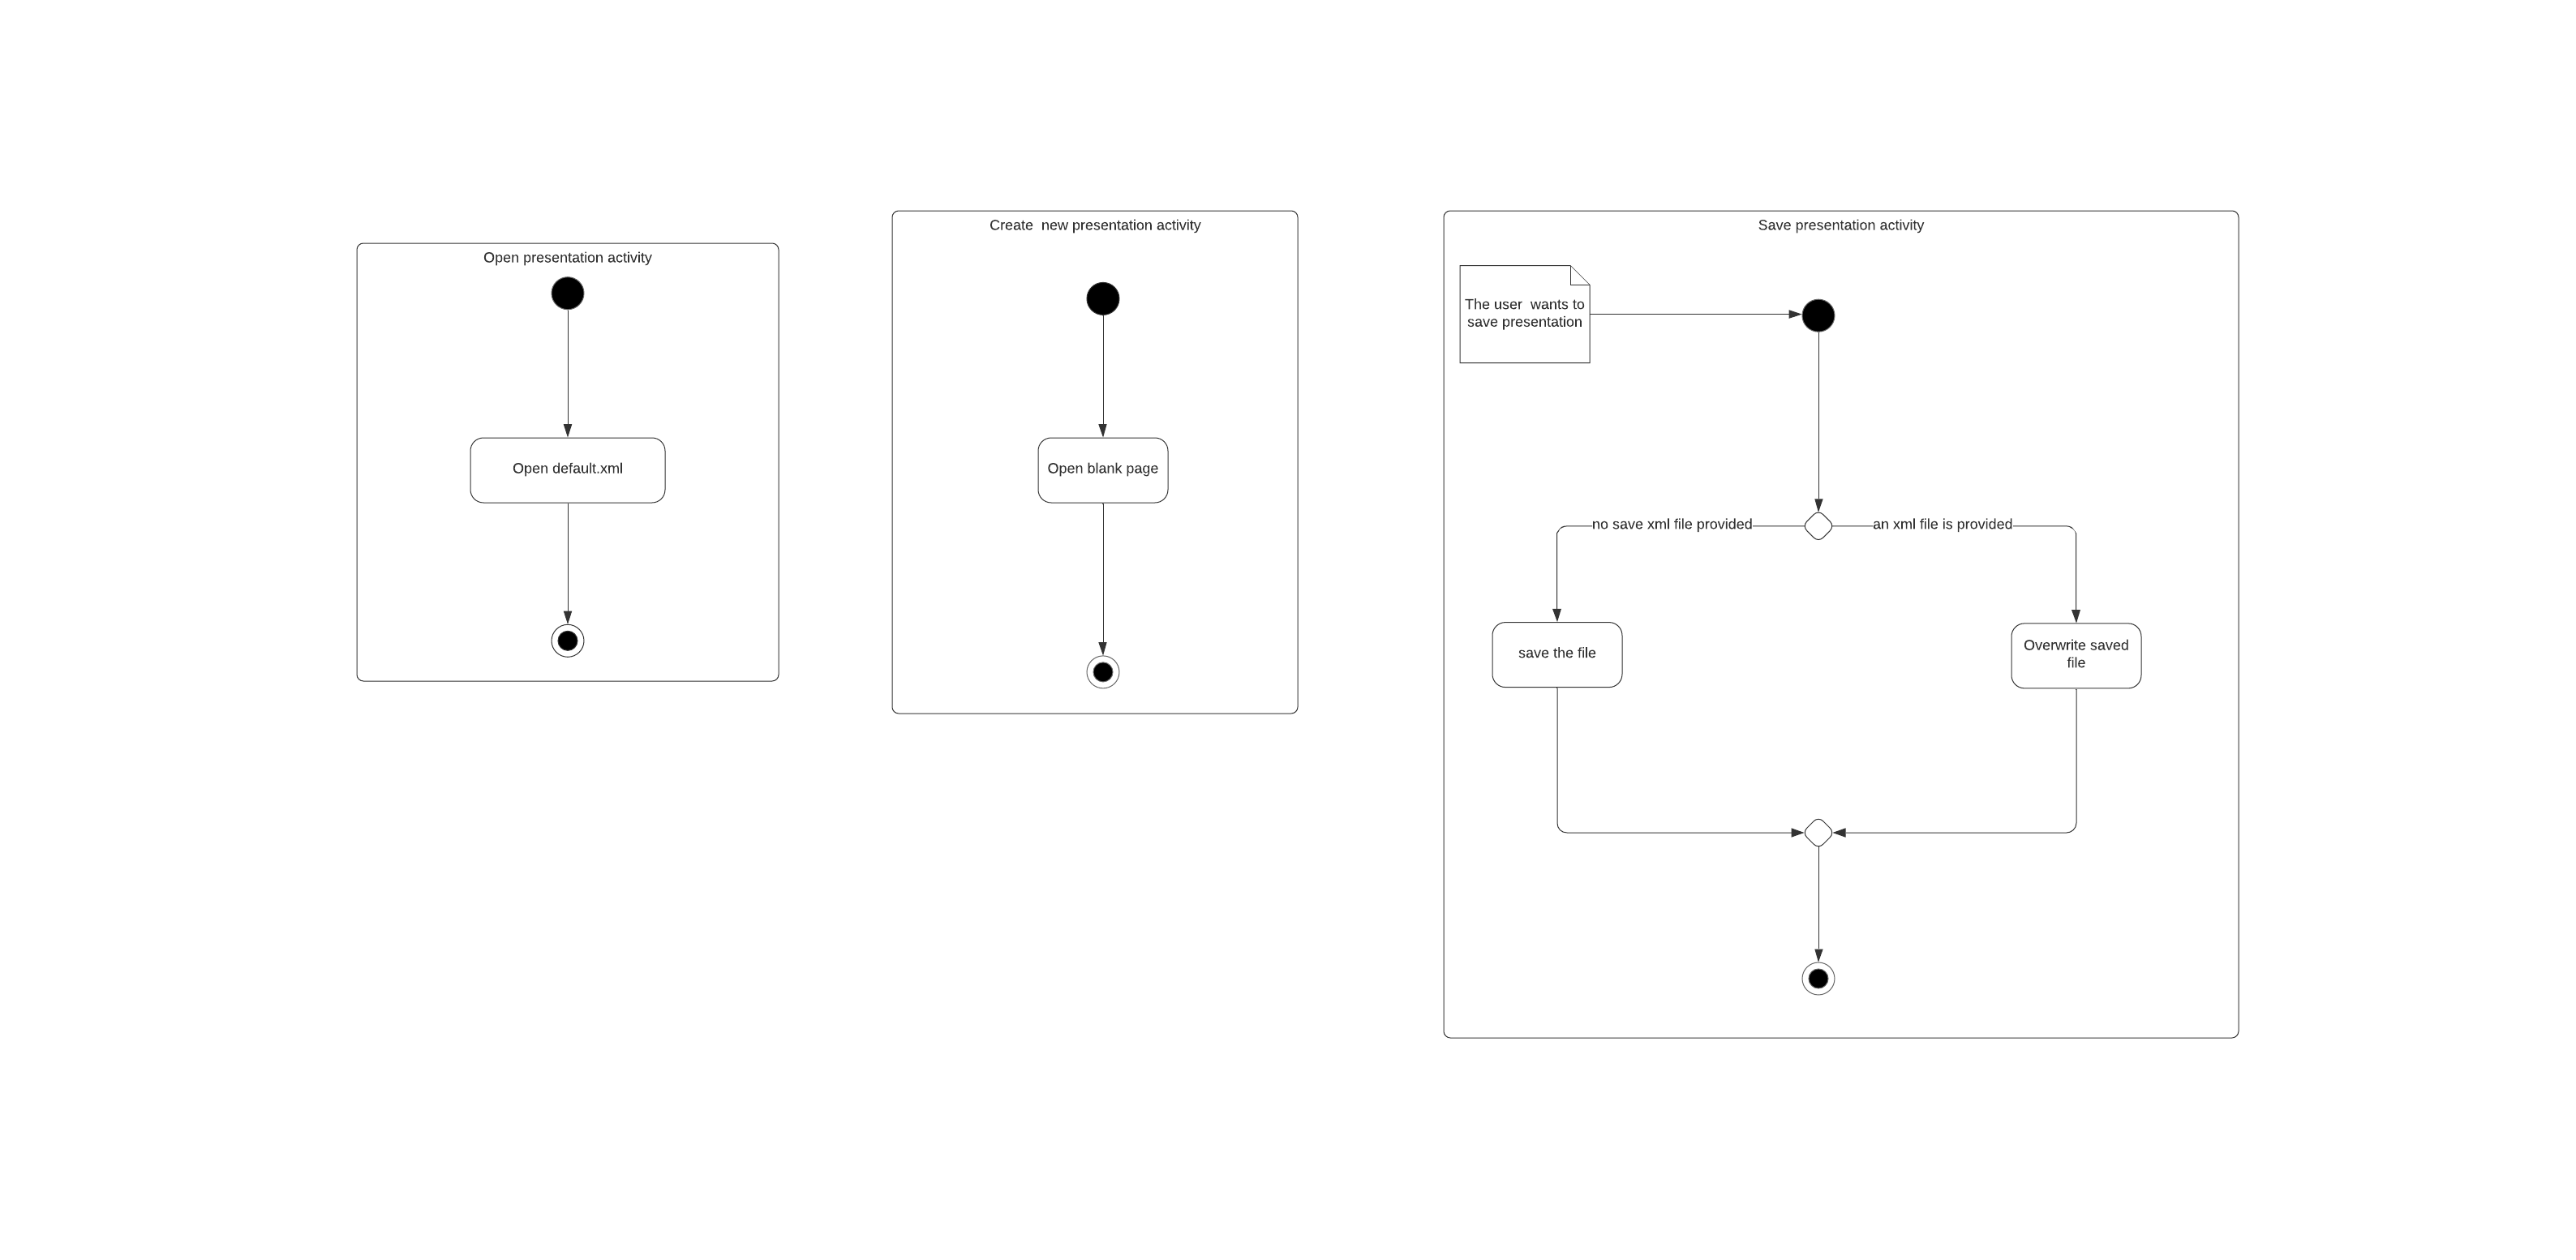 Open presentation activity
Open default.xml
Create  new presentation activity
Open blank page
Save presentation activity
The user  wants to
save presentation
no save xml file provided
an xml file is provided
save the file
Overwrite saved
file